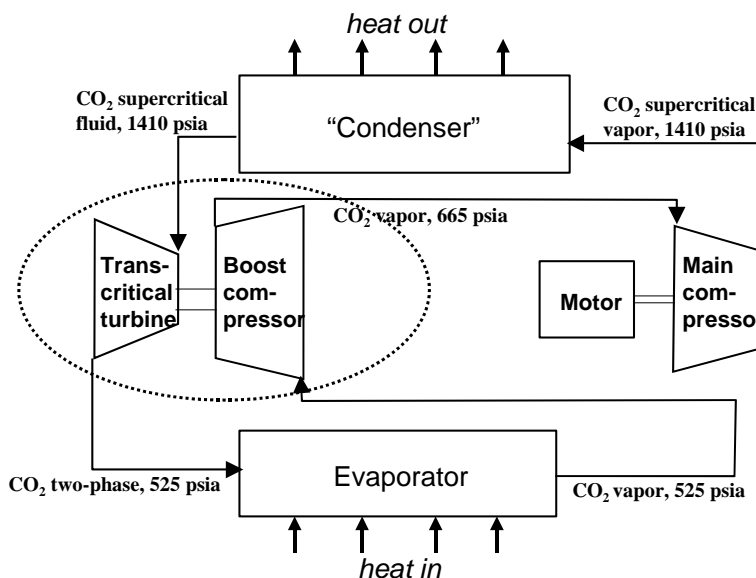 heat out
CO₂ supercritical
fluid, 1410 psia
“Condenser”
CO₂ supercritical
vapor, 1410 psia
CO₂ vapor, 665 psia
Trans-
critical
turbine
Boost
com-
pressor
Motor
Main
com-
presso
CO₂ two-phase, 525 psia
Evaporator
CO₂ vapor, 525 psia
heat in